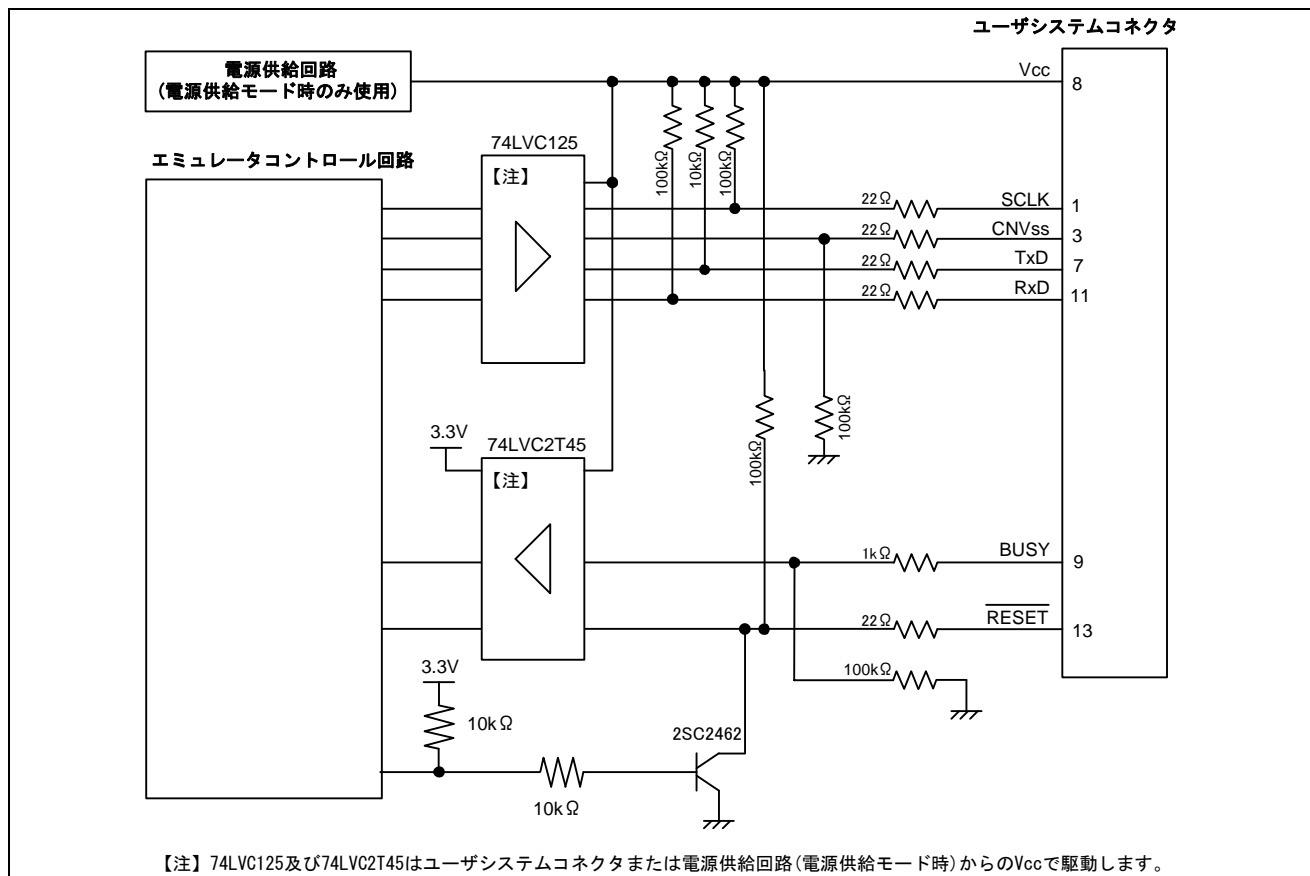 ユーザシステムコネクタ
電源供給回路
(電源供給モード時のみ使用)
Vcc
8
エミュレータコントロール回路
74LVC125
【注】
100kΩ
10kΩ
100kΩ
22Ω
SCLK
1
22Ω
CNVss
3
22Ω
TxD
7
22Ω
RxD
11
100kΩ
100kΩ
3.3V
74LVC2T45
【注】
1kΩ
BUSY
9
22Ω
RESET
13
100kΩ
3.3V
10kΩ
2SC2462
10kΩ
【注】74LVC125及び74LVC2T45はユーザシステムコネクタまたは電源供給回路(電源供給モード時)からのVccで駆動します。